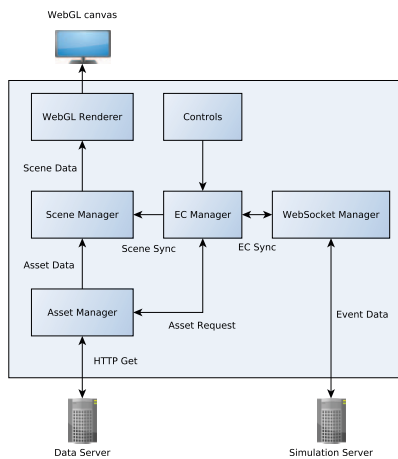 WebGL canvas
WebGL Renderer
Controls
Scene Data
Scene Manager
EC Manager
WebSocket Manager
Scene Sync
EC Sync
Asset Data
Asset Manager
Asset Request
Event Data
HTTP Get
Data Server
Simulation Server